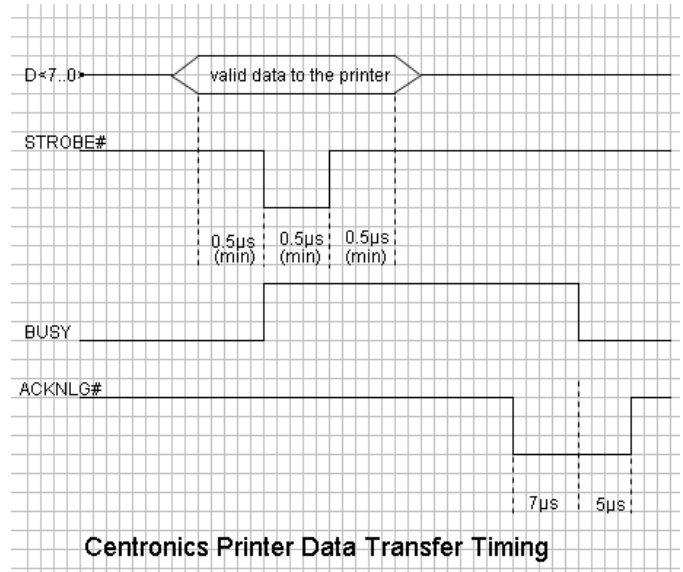 D<7..0>
valid data to the printer
STROBE#
0.5µs 0.5µs 0.5µs
(min) (min) (min)
BUSY
ACKNLG#
7µs 5µs
Centronics Printer Data Transfer Timing